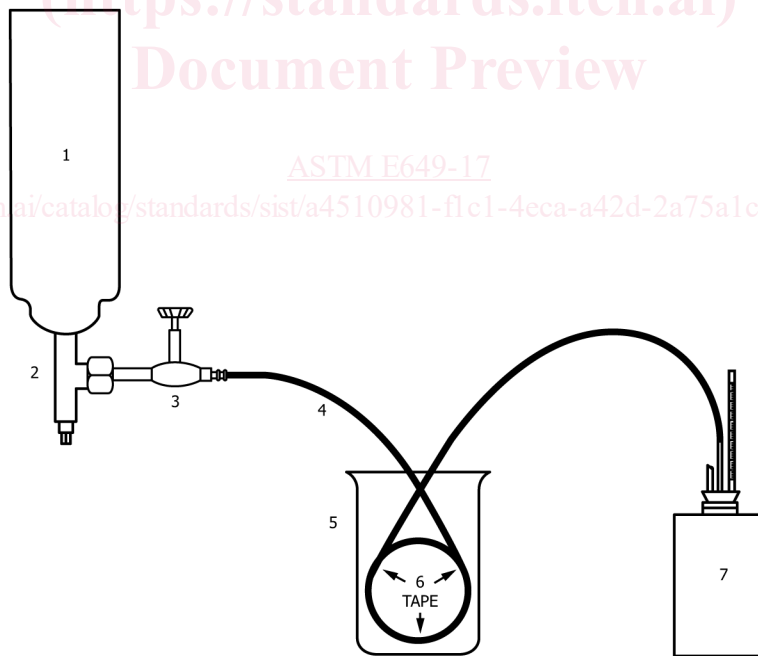 (https://standards.iteh.ai)
Document Preview
ASTM E649-17
ai/catalog/standards/sist/a4510981-f1c1-4eca-a42d-2a75a1c
1
2
3
4
5
6
TAPE
7